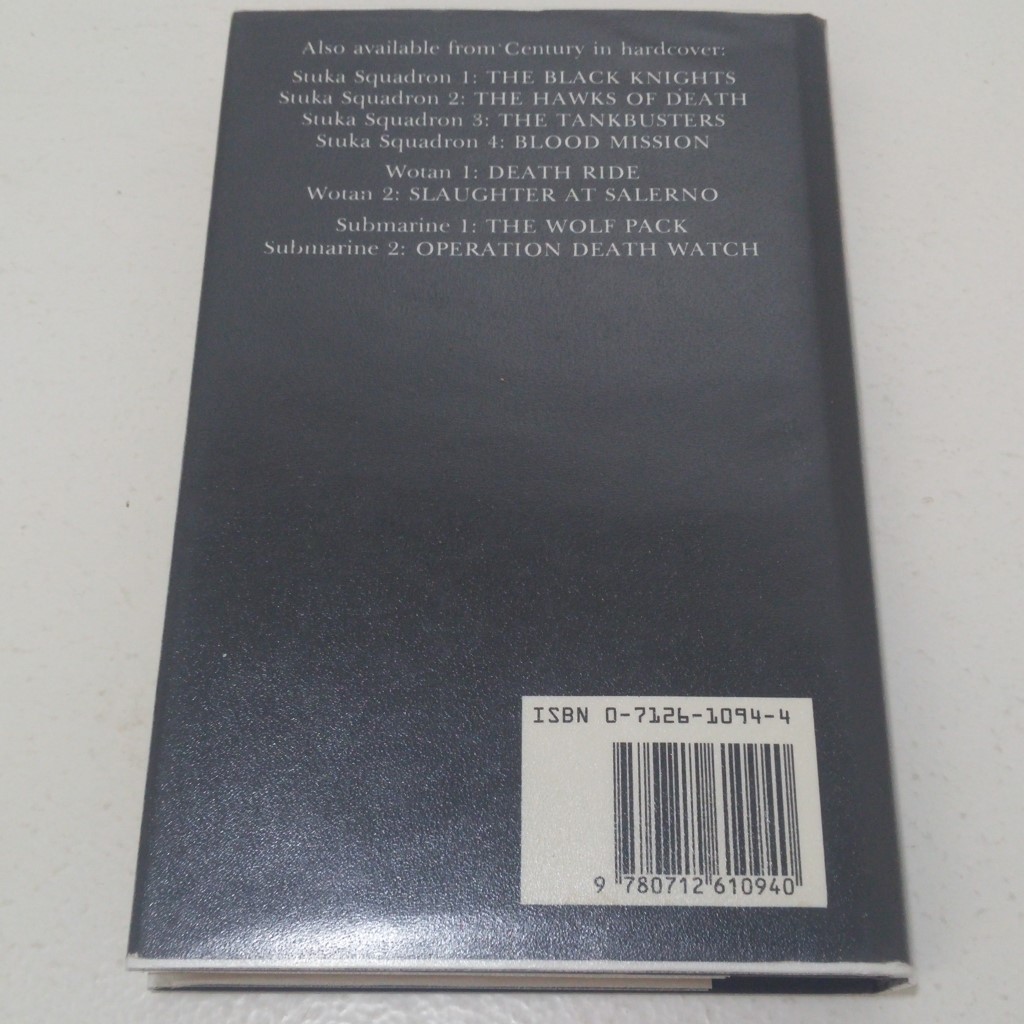 Also available from Century in hardcover:
Stuka Squadron 1: THE BLACK KNIGHTS
Stuka Squadron 2: THE HAWKS OF DEATH
Stuka Squadron 3: THE TANKBUSTERS
Stuka Squadron 4: BLOOD MISSION
Wotan 1: DEATH RIDE
Wotan 2: SLAUGHTER AT SALERNO
Submarine 1: THE WOLF PACK
Submarine 2: OPERATION DEATH WATCH
ISBN 0-7126-1094-4
9 780712 610940